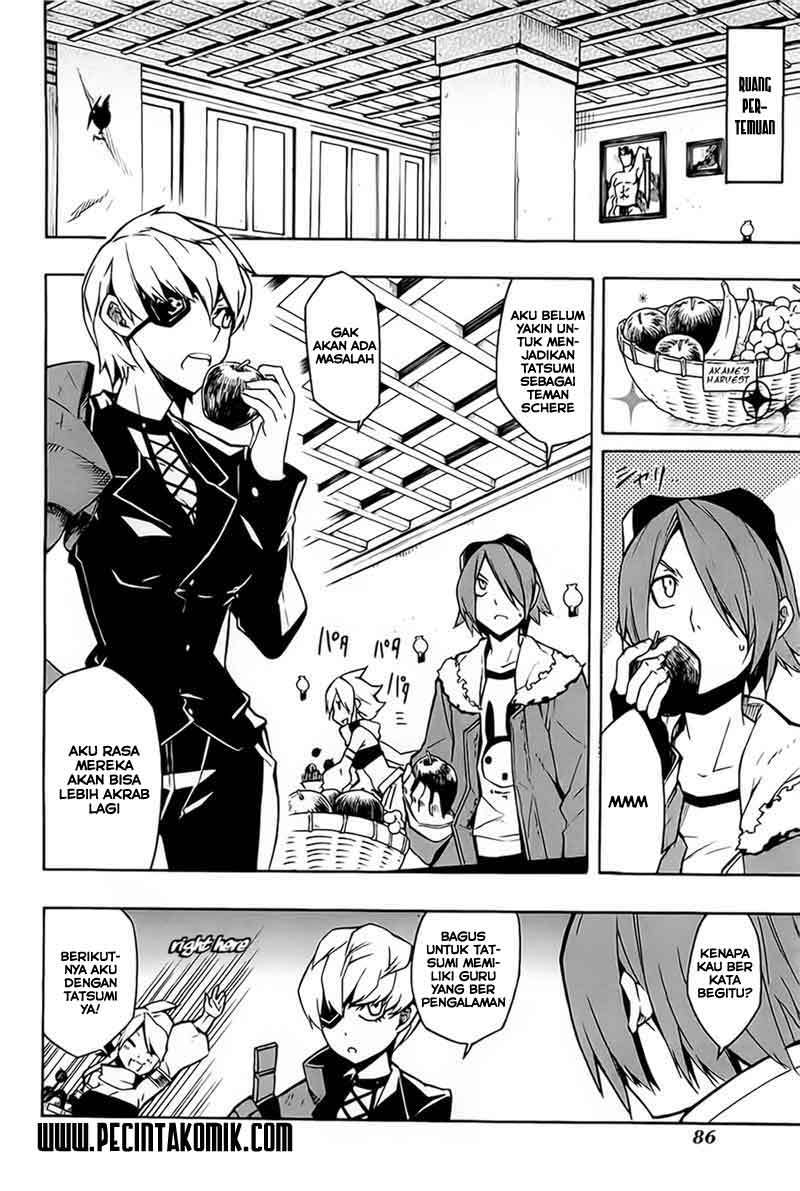 RUANG
PER-
TEMUAN
AKAME'S
HARVEST
シャリ...
MMM
AKU BELUM
YAKIN UN-
TUK MEN-
JADIKAN
TATSUMI
SEBAGAI
TEMAN
SCHERE
GAK
AKAN ADA
MASALAH
パタ
パタ
パタ
AKU RASA
MEREKA
AKAN BISA
LEBIH AKRAB
LAGI
KENAPA
KAU BER
KATA
BEGITU?
BAGUS
UNTUK TAT-
SUMI MEMI-
LIKI GURU
YANG BER
PENGALAMAN
right here
BERIKUT-
NYA AKU
DENGAN
TATSUMI
YA!
86
WWW.PECINTAKOMIK.COM